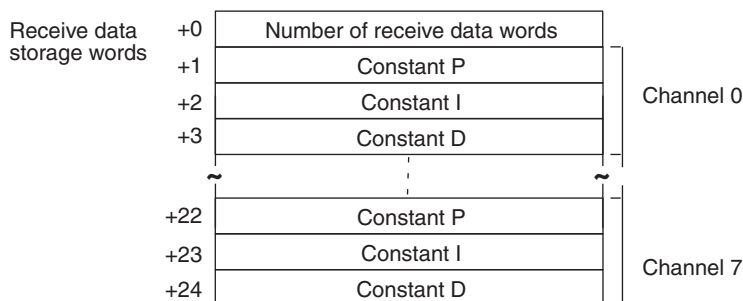 Receive data
storage words
+0 Number of receive data words
+1 Constant P
+2 Constant I
+3 Constant D
Channel 0
~ ~
+22 Constant P
+23 Constant I
+24 Constant D
Channel 7